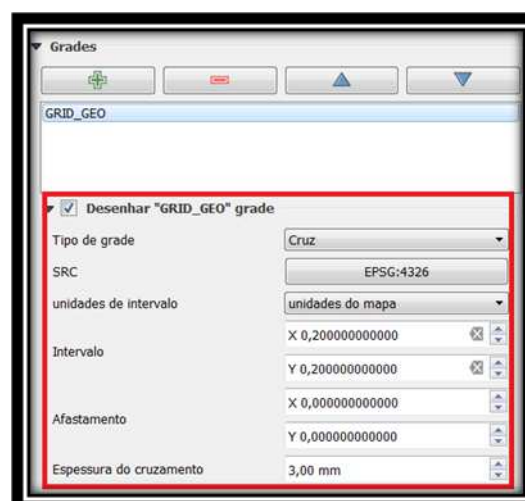 Grades
GRID_GEO
Desenhar "GRID_GEO" grade
Tipo de grade Cruz
SRC EPSG:4326
unidades de intervalo unidades do mapa
Intervalo
X 0,200000000000
Y 0,200000000000
Afastamento
X 0,000000000000
Y 0,000000000000
Espessura do cruzamento 3,00 mm